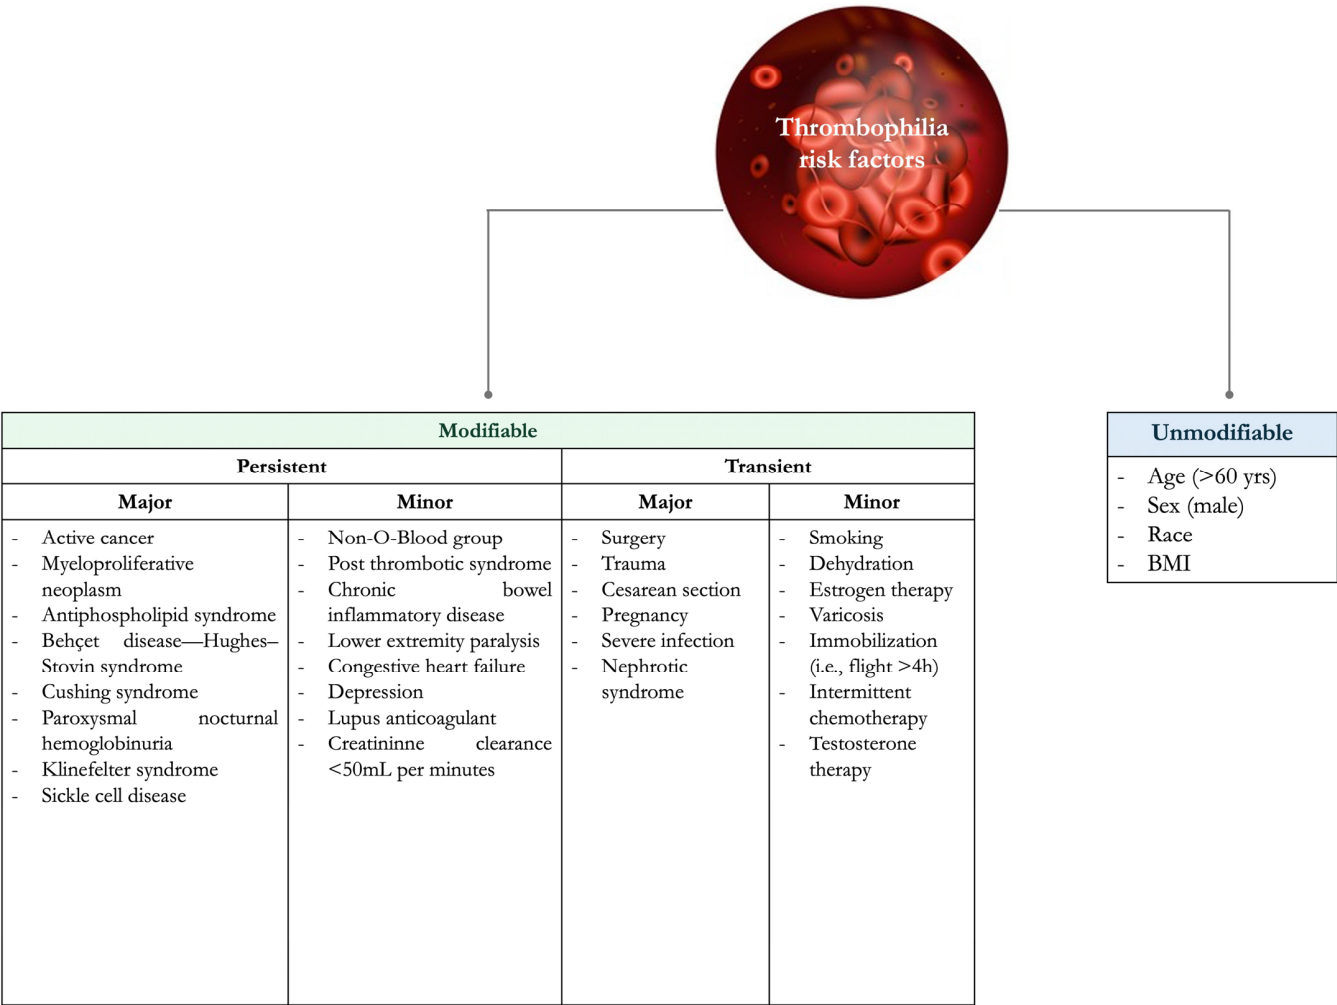 Thrombophilia
risk factors
Modifiable
Persistent
Transient
Major
Minor
Major
Minor
- Active cancer
- Myeloproliferative
neoplasm
- Antiphospholipid syndrome
- Behçet disease—Hughes–
Stovin syndrome
- Cushing syndrome
- Paroxysmal nocturnal
hemoglobinuria
- Klinefelter syndrome
- Sickle cell disease
- Non-O-Blood group
- Post thrombotic syndrome
- Chronic bowel
inflammatory disease
- Lower extremity paralysis
- Congestive heart failure
- Depression
- Lupus anticoagulant
- Creatininne clearance
<50mL per minutes
- Surgery
- Trauma
- Cesarean section
- Pregnancy
- Severe infection
- Nephrotic
syndrome
- Smoking
- Dehydration
- Estrogen therapy
- Varicosis
- Immobilization
(i.e., flight >4h)
- Intermittent
chemotherapy
- Testosterone
therapy
Unmodifiable
- Age (>60 yrs)
- Sex (male)
- Race
- BMI